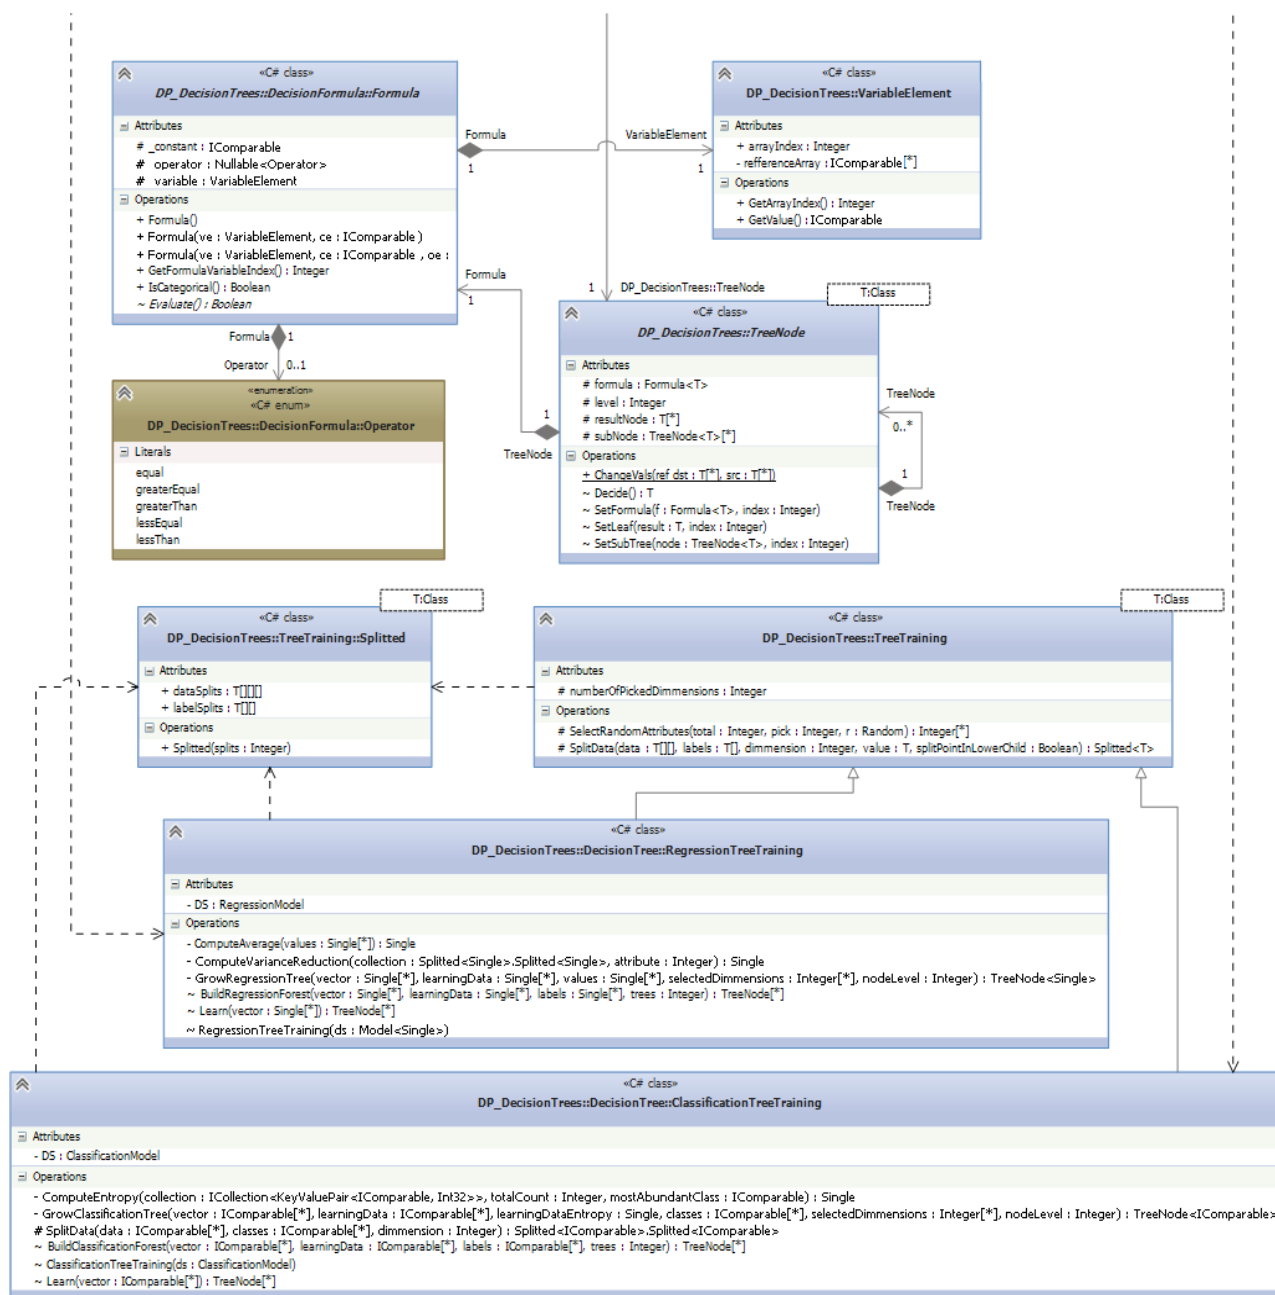 «C# class»
DP_DecisionTrees::DecisionFormula::Formula
Attributes
# _constant : IComparable
# _operator : Nullable<Operator>
# _variable : VariableElement
Operations
+ Formula()
+ Formula(ve : VariableElement, ce : IComparable )
+ Formula(ve : VariableElement, ce : IComparable , oe :
+ GetFormulaVariableIndex() : Integer
+ IsCategorical() : Boolean
~ Evaluate() : Boolean
Formula
1
VariableElement
1
«C# class»
DP_DecisionTrees::VariableElement
Attributes
+ arrayIndex : Integer
- refferenceArray : IComparable[*]
Operations
+ GetArrayIndex() : Integer
+ GetValue() : IComparable
Formula
1
1
DP_DecisionTrees::TreeNode
T:Class
«C# class»
DP_DecisionTrees::TreeNode
Attributes
# formula : Formula<T>
# level : Integer
# resultNode : T[*]
# subNode : TreeNode<T>[*]
Operations
+ ChangeVals(ref dst : T[*], src : T[*])
~ Decide() : T
~ SetFormula(f : Formula<T>, index : Integer)
~ SetLeaf(result : T, index : Integer)
~ SetSubTree(node : TreeNode<T>, index : Integer)
1
TreeNode
TreeNode
0..*
1
TreeNode
Formula
1
Operator
0..1
«enumeration»
«C# enum»
DP_DecisionTrees::DecisionFormula::Operator
Literals
equal
greaterEqual
greaterThan
lessEqual
lessThan
T:Class
«C# class»
DP_DecisionTrees::TreeTraining::Splitted
Attributes
+ dataSplits : T[][][]
+ labelSplits : T[][]
Operations
+ Splitted(splits : Integer)
T:Class
«C# class»
DP_DecisionTrees::TreeTraining
Attributes
# numberOfPickedDimmensions : Integer
Operations
# SelectRandomAttributes(total : Integer, pick : Integer, r : Random) : Integer[*]
# SplitData(data : T[][], labels : T[], dimmension : Integer, value : T, splitPointInLowerChild : Boolean) : Splitted<T>
«C# class»
DP_DecisionTrees::DecisionTree::RegressionTreeTraining
Attributes
- DS : RegressionModel
Operations
- ComputeAverage(values : Single[*]) : Single
- ComputeVarianceReduction(collection : Splitted<Single>.Splitted<Single>, attribute : Integer) : Single
- GrowRegressionTree(vector : Single[*], learningData : Single[*], values : Single[*], selectedDimmensions : Integer[*], nodeLevel : Integer) : TreeNode<Single>
~ BuildRegressionForest(vector : Single[*], learningData : Single[*], labels : Single[*], trees : Integer) : TreeNode[*]
~ Learn(vector : Single[*]) : TreeNode[*]
~ RegressionTreeTraining(ds : Model<Single>)
«C# class»
DP_DecisionTrees::DecisionTree::ClassificationTreeTraining
Attributes
- DS : ClassificationModel
Operations
- ComputeEntropy(collection : ICollection<KeyValuePair<IComparable, Int32>>, totalCount : Integer, mostAbundantClass : IComparable) : Single
- GrowClassificationTree(vector : IComparable[*], learningData : IComparable[*], learningDataEntropy : Single, classes : IComparable[*], selectedDimmensions : Integer[*], nodeLevel : Integer) : TreeNode<IComparable>
# SplitData(data : IComparable[*], classes : IComparable[*], dimmension : Integer) : Splitted<IComparable>.Splitted<IComparable>
~ BuildClassificationForest(vector : IComparable[*], learningData : IComparable[*], labels : IComparable[*], trees : Integer) : TreeNode[*]
~ ClassificationTreeTraining(ds : ClassificationModel)
~ Learn(vector : IComparable[*]) : TreeNode[*]